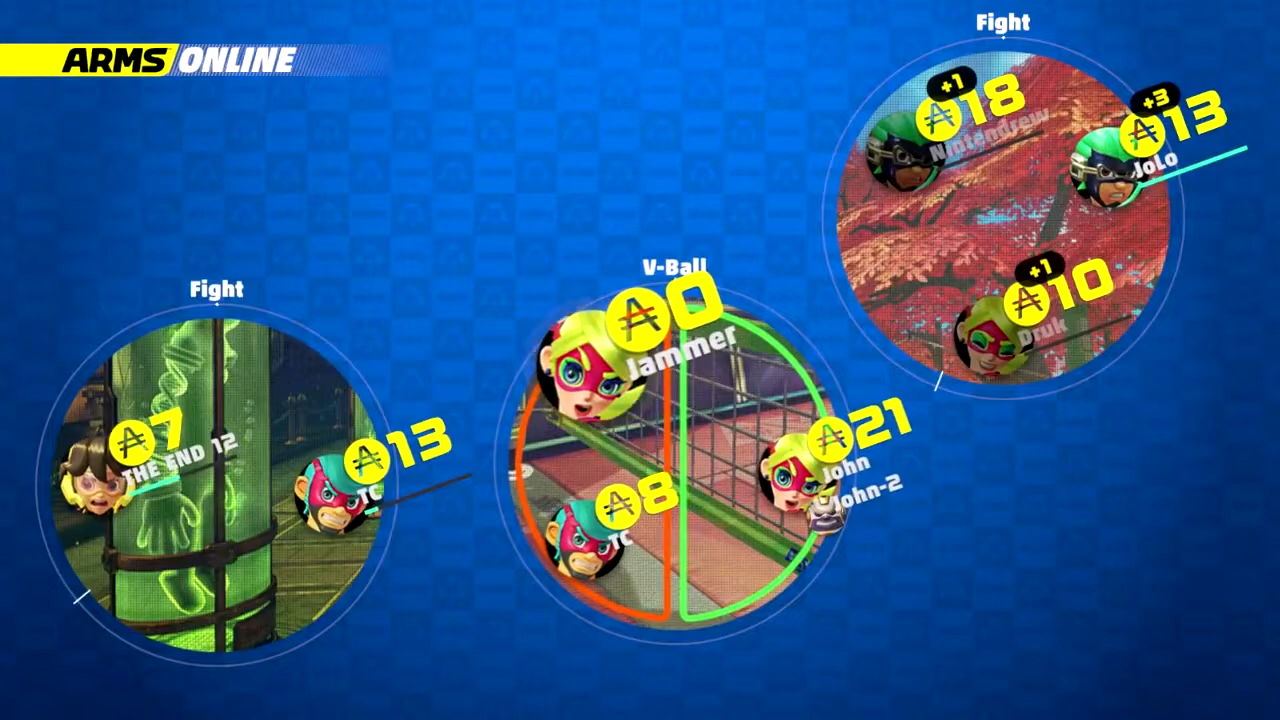 ARMS ONLINE
Fight
+1
18
Nintendrew
+3
13
JoLo
+1
10
Druk
V-Ball
0
Jammer
8
TC
21
John
John-2
Fight
7
THE END 12
13
TC